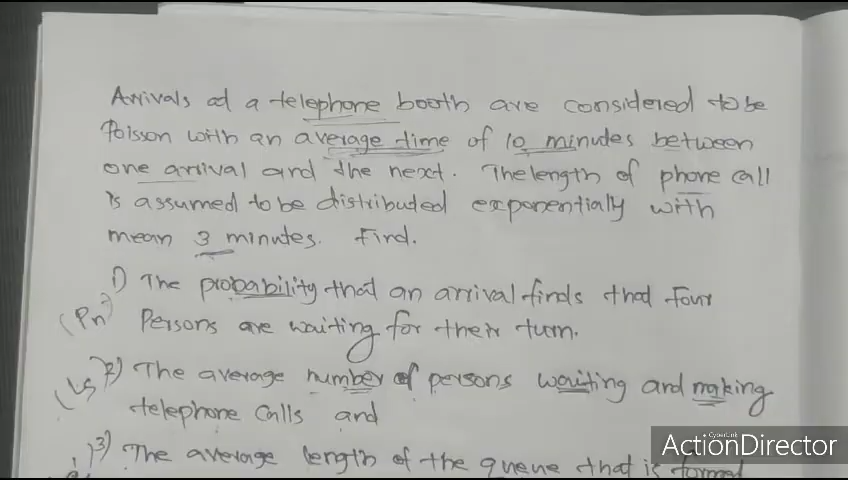 Arrivals at a telephone booth are considered to be
Poisson with an average time of 10 minutes between
one arrival and the next. The length of phone call
is assumed to be distributed exponentially with
mean 3 minutes. Find.
1) The probability that an arrival finds that four
(Pn)
Persons are waiting for their turn.
2) The average number of persons waiting and making
(Ls
telephone calls and
3) The average length of the queue that is formed
CyberLink
ActionDirector